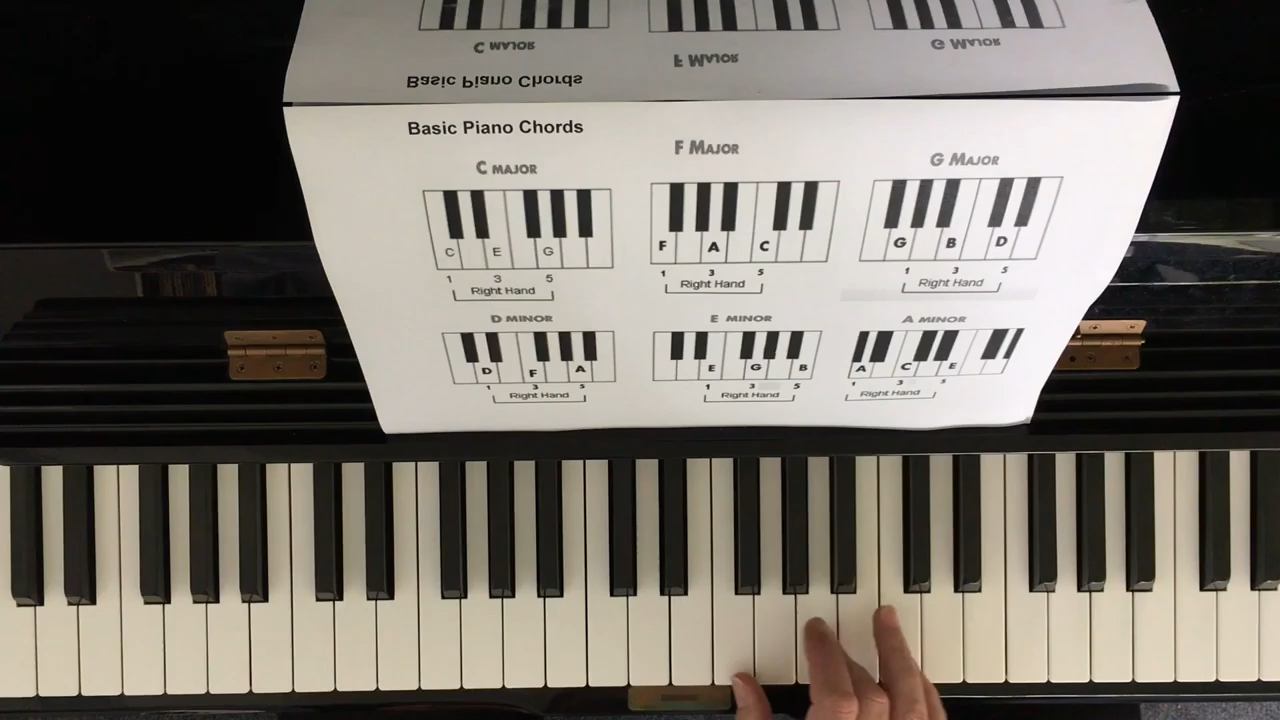 C MAJOR F MAJOR G MAJOR
Basic Piano Chords
Basic Piano Chords
C MAJOR F MAJOR G MAJOR
C E G F A C G B D
1 3 5 1 3 5 1 3 5
Right Hand Right Hand Right Hand
D MINOR E MINOR A MINOR
D F A E G B A C E
1 3 5 1 3 5 1 3 5
Right Hand Right Hand Right Hand